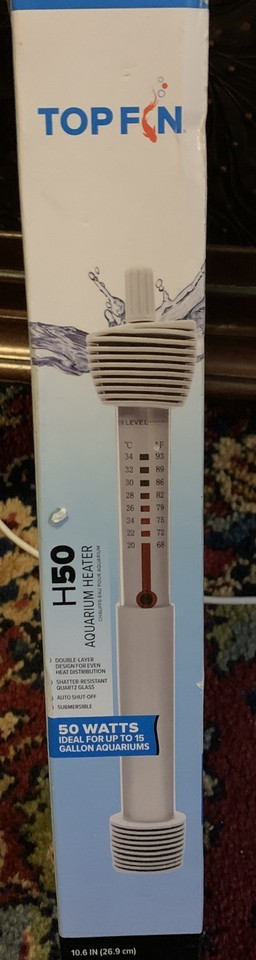 TOP FIN
LEVEL
°C °F
34 93
32 89
30 86
28 82
26 79
24 75
22 72
20 68
H50
AQUARIUM HEATER
CHAUFFE-EAU POUR AQUARIUM
DOUBLE-LAYER
DESIGN FOR EVEN
HEAT DISTRIBUTION
SHATTER-RESISTANT
QUARTZ GLASS
AUTO SHUT-OFF
SUBMERSIBLE
50 WATTS
IDEAL FOR UP TO 15
GALLON AQUARIUMS
10.6 IN (26.9 cm)